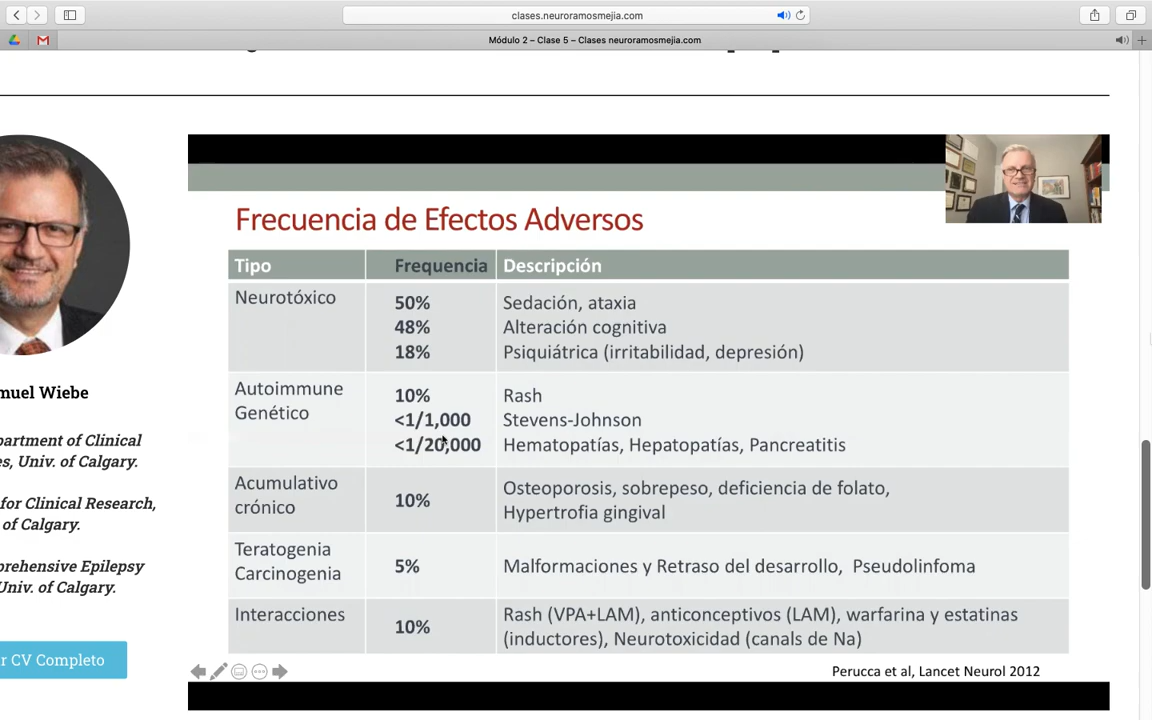 clases.neuroramosmejia.com
Módulo 2 – Clase 5 – Clases neuroramosmejia.com
muel Wiebe
partment of Clinical
es, Univ. of Calgary.
for Clinical Research,
of Calgary.
prehensive Epilepsy
Univ. of Calgary.
r CV Completo
Frecuencia de Efectos Adversos
Tipo Frequencia Descripción
Neurotóxico 50% Sedación, ataxia
48% Alteración cognitiva
18% Psiquiátrica (irritabilidad, depresión)
Autoimmune 10% Rash
Genético <1/1,000 Stevens-Johnson
<1/20,000 Hematopatías, Hepatopatías, Pancreatitis
Acumulativo 10% Osteoporosis, sobrepeso, deficiencia de folato,
crónico Hypertrofia gingival
Teratogenia 5% Malformaciones y Retraso del desarrollo, Pseudolinfoma
Carcinogenia
Interacciones 10% Rash (VPA+LAM), anticonceptivos (LAM), warfarina y estatinas
(inductores), Neurotoxicidad (canals de Na)
Perucca et al, Lancet Neurol 2012